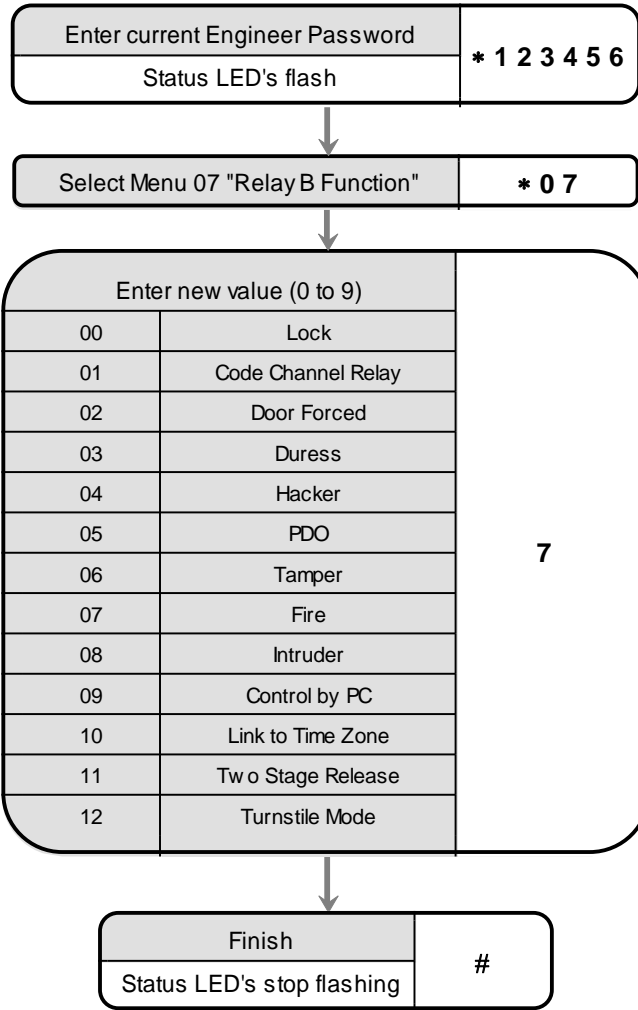 Enter current Engineer Password
* 1 2 3 4 5 6
Status LED's flash
Select Menu 07 "Relay B Function"
* 0 7
Enter new value (0 to 9)
00 Lock
01 Code Channel Relay
02 Door Forced
03 Duress
04 Hacker
05 PDO
06 Tamper
07 Fire
08 Intruder
09 Control by PC
10 Link to Time Zone
11 Two Stage Release
12 Turnstile Mode
7
Finish
#
Status LED's stop flashing